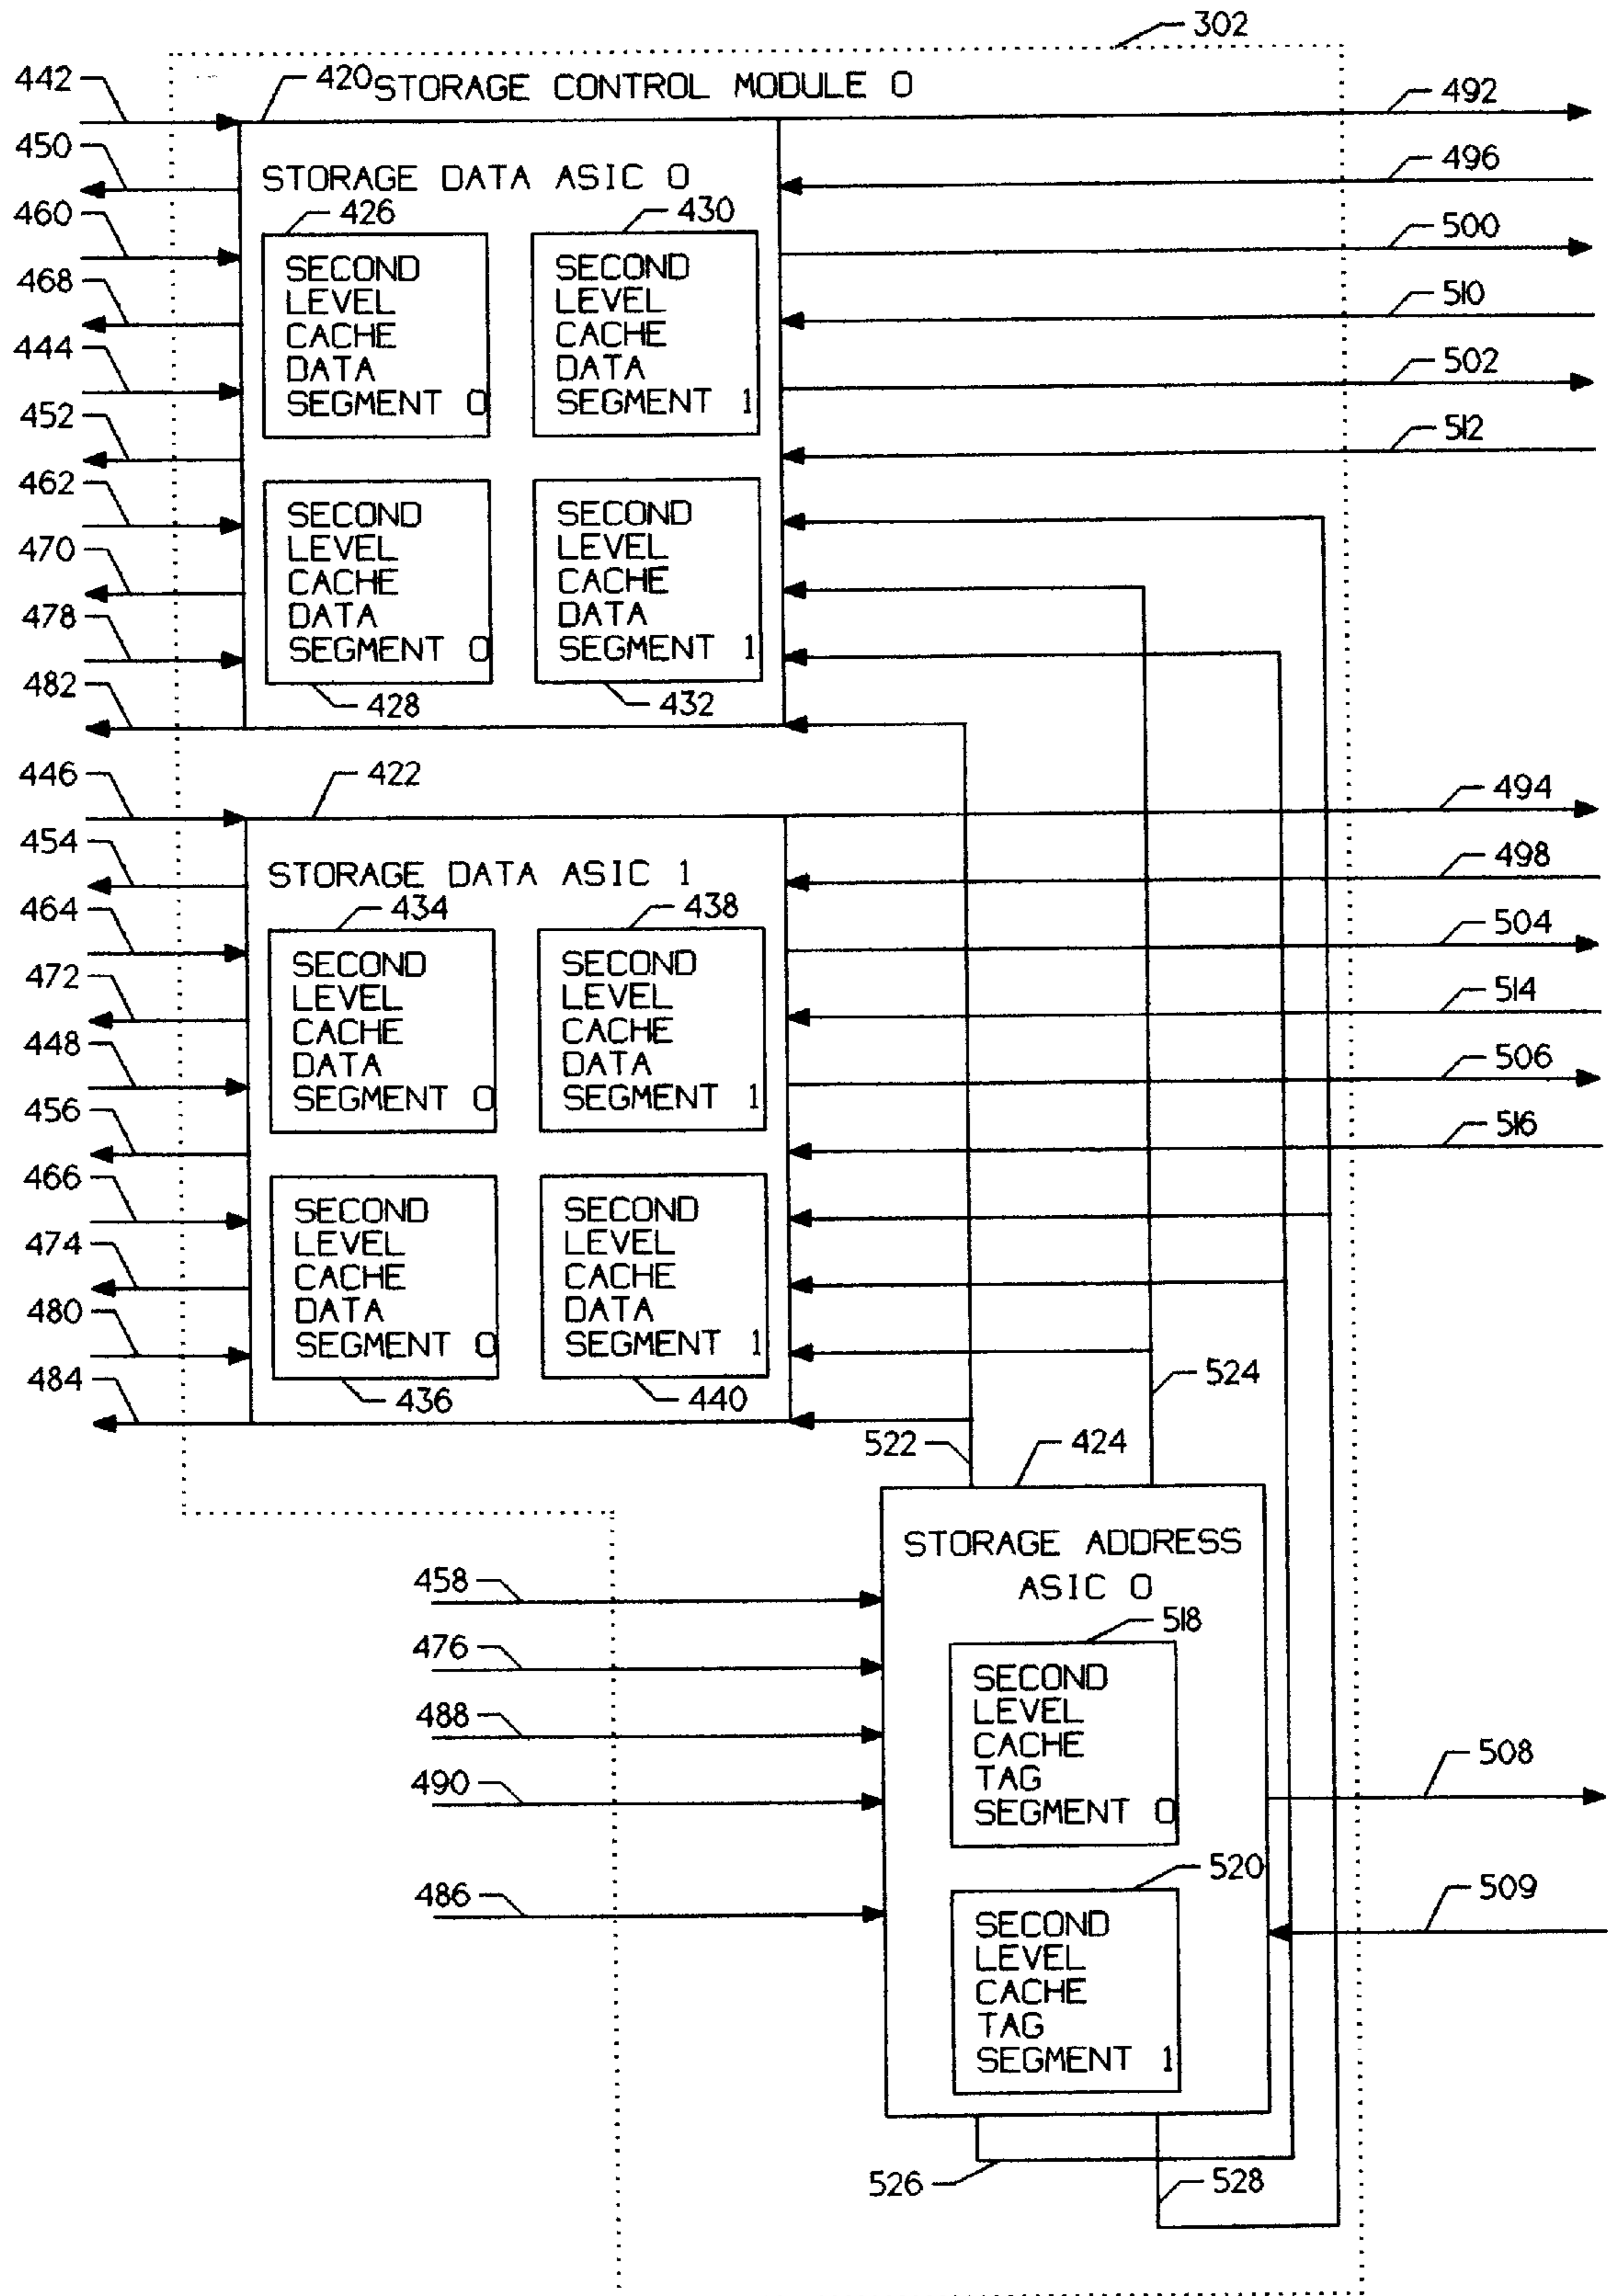 302
442
420
STORAGE CONTROL MODULE 0
492
450
496
STORAGE DATA ASIC 0
460
426
430
500
SECOND
LEVEL
CACHE
DATA
SEGMENT 0
SECOND
LEVEL
CACHE
DATA
SEGMENT 1
468
510
444
502
452
512
462
SECOND
LEVEL
CACHE
DATA
SEGMENT 0
SECOND
LEVEL
CACHE
DATA
SEGMENT 1
470
478
482
428
432
446
422
494
454
498
STORAGE DATA ASIC 1
464
434
438
504
SECOND
LEVEL
CACHE
DATA
SEGMENT 0
SECOND
LEVEL
CACHE
DATA
SEGMENT 1
472
514
448
506
456
516
466
SECOND
LEVEL
CACHE
DATA
SEGMENT 0
SECOND
LEVEL
CACHE
DATA
SEGMENT 1
474
480
484
436
440
524
522
424
STORAGE ADDRESS
ASIC 0
458
518
476
SECOND
LEVEL
CACHE
TAG
SEGMENT 0
488
490
508
520
486
509
SECOND
LEVEL
CACHE
TAG
SEGMENT 1
526
528